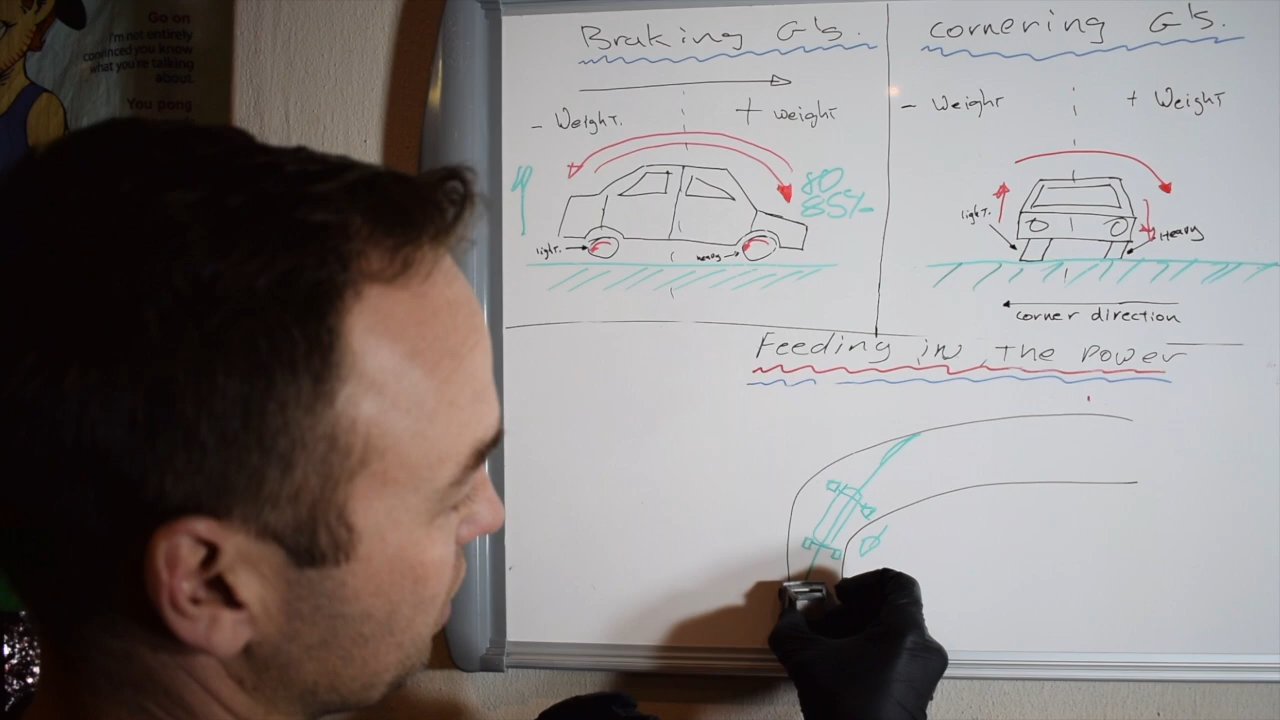 Go on
I'm not entirely
convinced you know
what you're talking
about.
You pong
Braking G's.
- Weight.
+ weight
80
85%
light.
heavy
cornering G's.
- Weight
+ Weight
light.
Heavy
corner direction
Feeding in the power